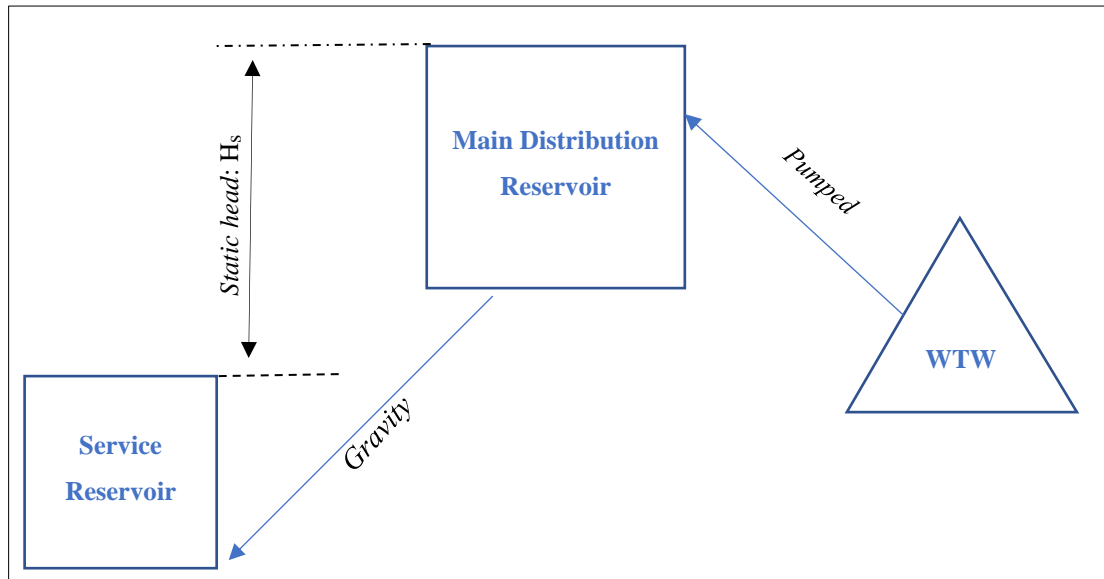 Static head: Hs
Main Distribution
Reservoir
Pumped
WTW
Service
Reservoir
Gravity